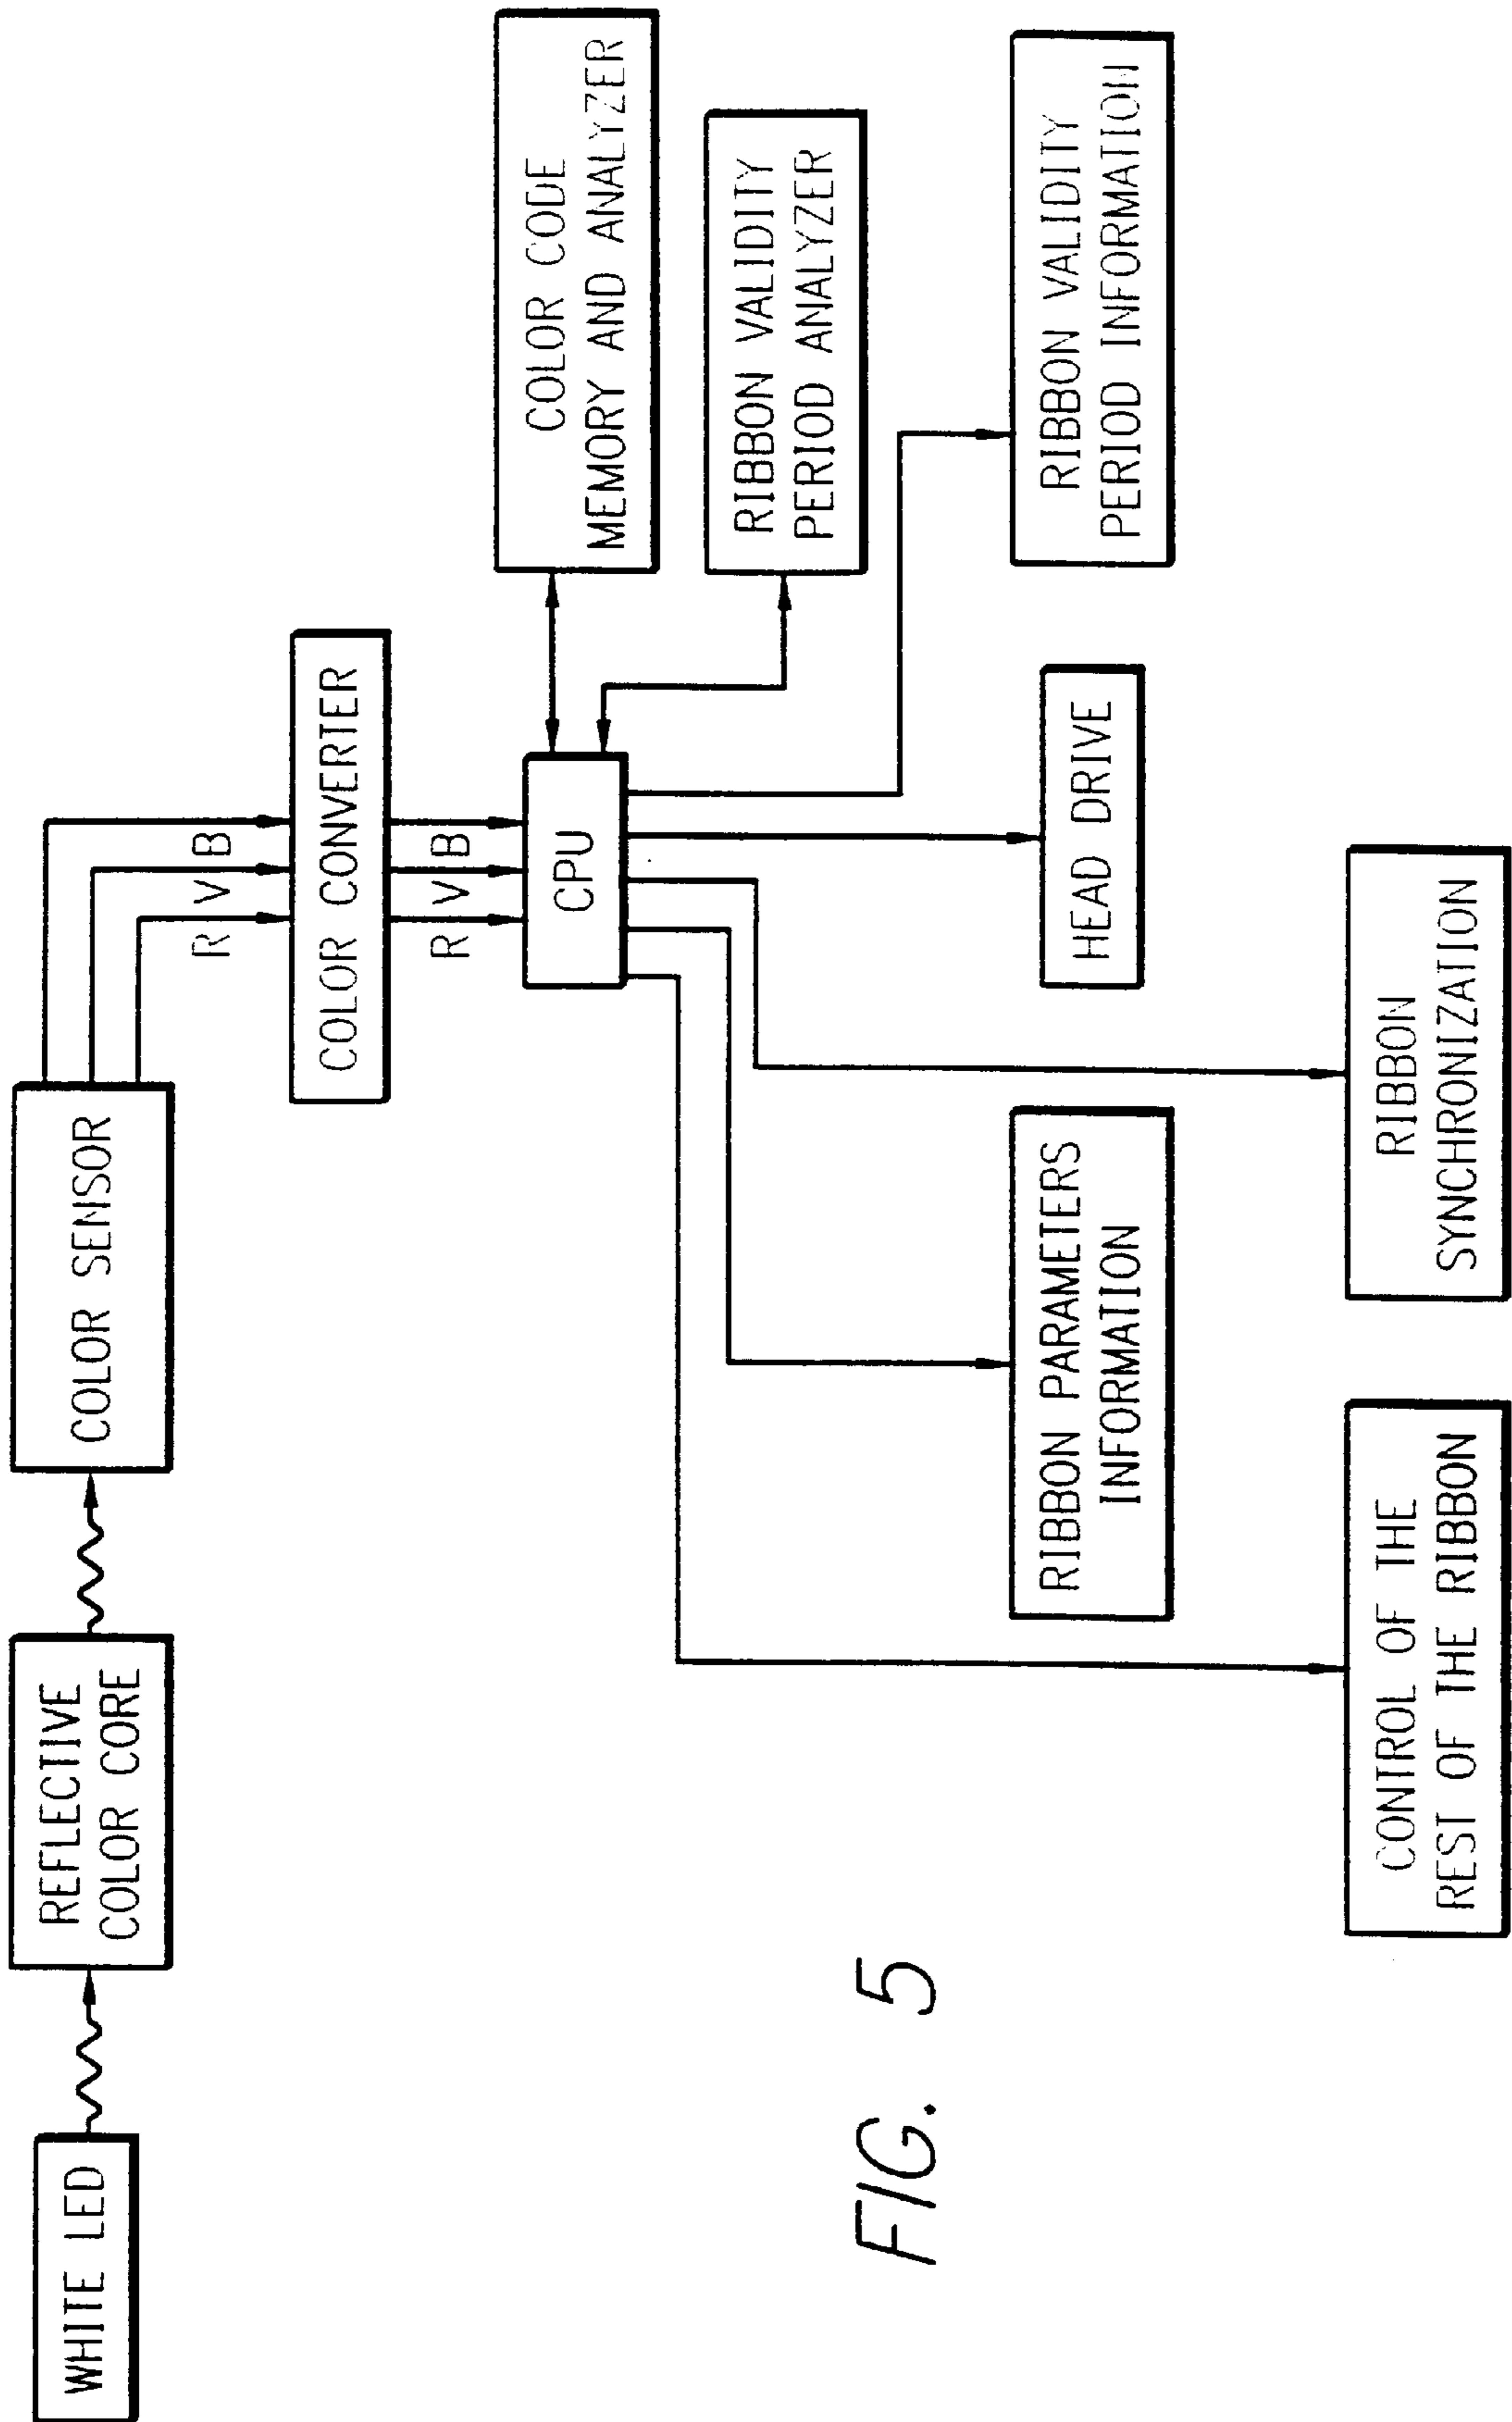 WHITE LED
REFLECTIVE
COLOR CORE
COLOR SENSOR
R V B
COLOR CONVERTER
R V B
CPU
COLOR CODE
MEMORY AND ANALYZER
RIBBON VALIDITY
PERIOD ANALYZER
RIBBON PARAMETERS
INFORMATION
HEAD DRIVE
RIBBON VALIDITY
PERIOD INFORMATION
CONTROL OF THE
REST OF THE RIBBON
RIBBON
SYNCHRONIZATION
FIG. 5